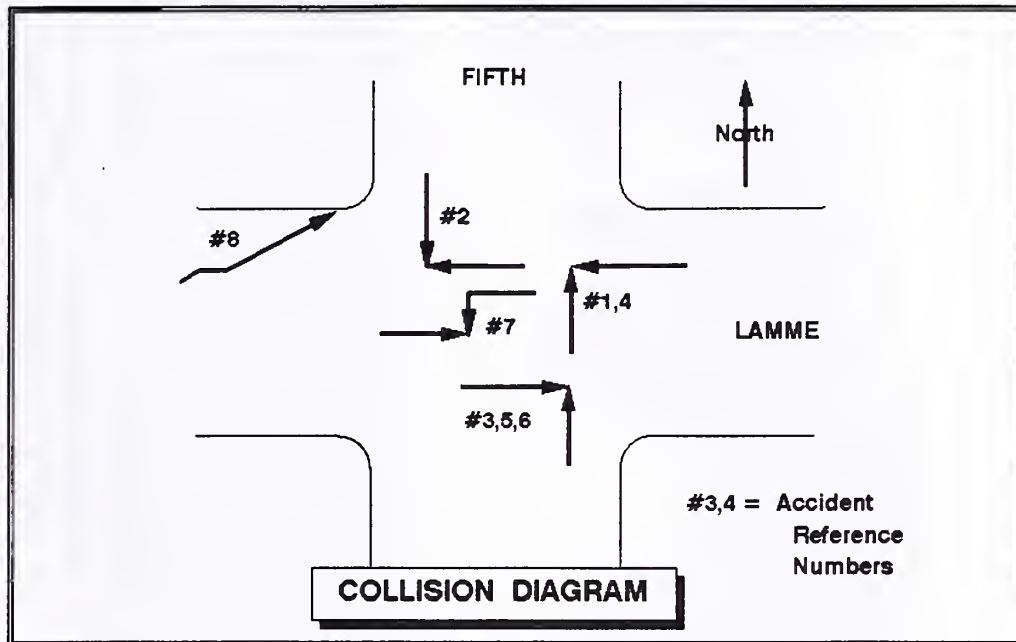 FIFTH
North
#2
#8
#1,4
#7
LAMME
#3,5,6
#3,4 = Accident
Reference
Numbers
COLLISION DIAGRAM